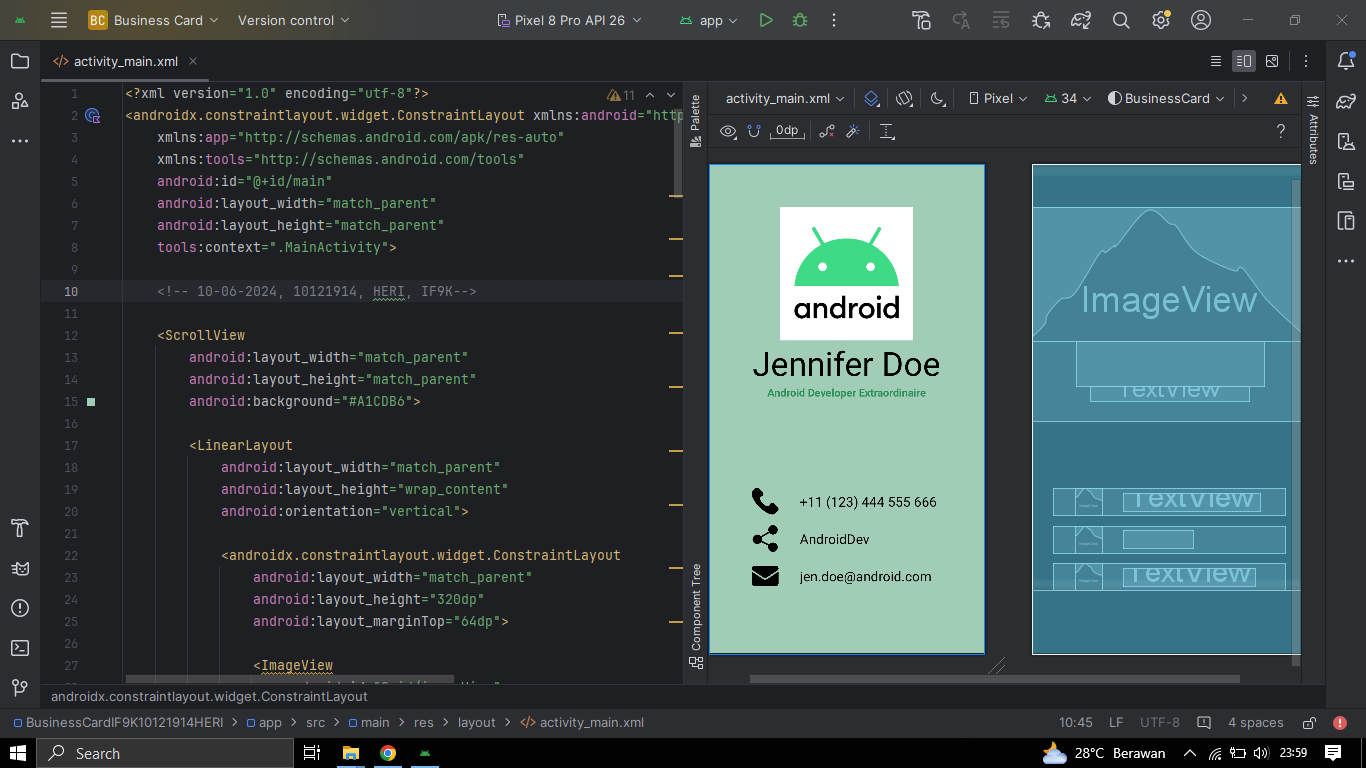 BC Business Card Version control Pixel 8 Pro API 26 app
activity_main.xml
1 <?xml version="1.0" encoding="utf-8"?>
11
2 <androidx.constraintlayout.widget.ConstraintLayout xmlns:android="http
3 xmlns:app="http://schemas.android.com/apk/res-auto"
4 xmlns:tools="http://schemas.android.com/tools"
5 android:id="@+id/main"
6 android:layout_width="match_parent"
7 android:layout_height="match_parent"
8 tools:context=".MainActivity">
9
10 <!-- 10-06-2024, 10121914, HERI, IF9K-->
11
12 <ScrollView
13 android:layout_width="match_parent"
14 android:layout_height="match_parent"
15 android:background="#A1CDB6">
16
17 <LinearLayout
18 android:layout_width="match_parent"
19 android:layout_height="wrap_content"
20 android:orientation="vertical">
21
22 <androidx.constraintlayout.widget.ConstraintLayout
23 android:layout_width="match_parent"
24 android:layout_height="320dp"
25 android:layout_marginTop="64dp">
26
27 <ImageView
Palette
Component Tree
activity_main.xml Pixel 34 BusinessCard
0dp ?
Attributes
android
Jennifer Doe
Android Developer Extraordinaire
+11 (123) 444 555 666
AndroidDev
jen.doe@android.com
ImageView
TextView
TextView
TextView
androidx.constraintlayout.widget.ConstraintLayout
BusinessCardIF9K10121914HERI > app > src > main > res > layout > activity_main.xml 10:45 LF UTF-8 4 spaces
Search 28°C Berawan 23:59